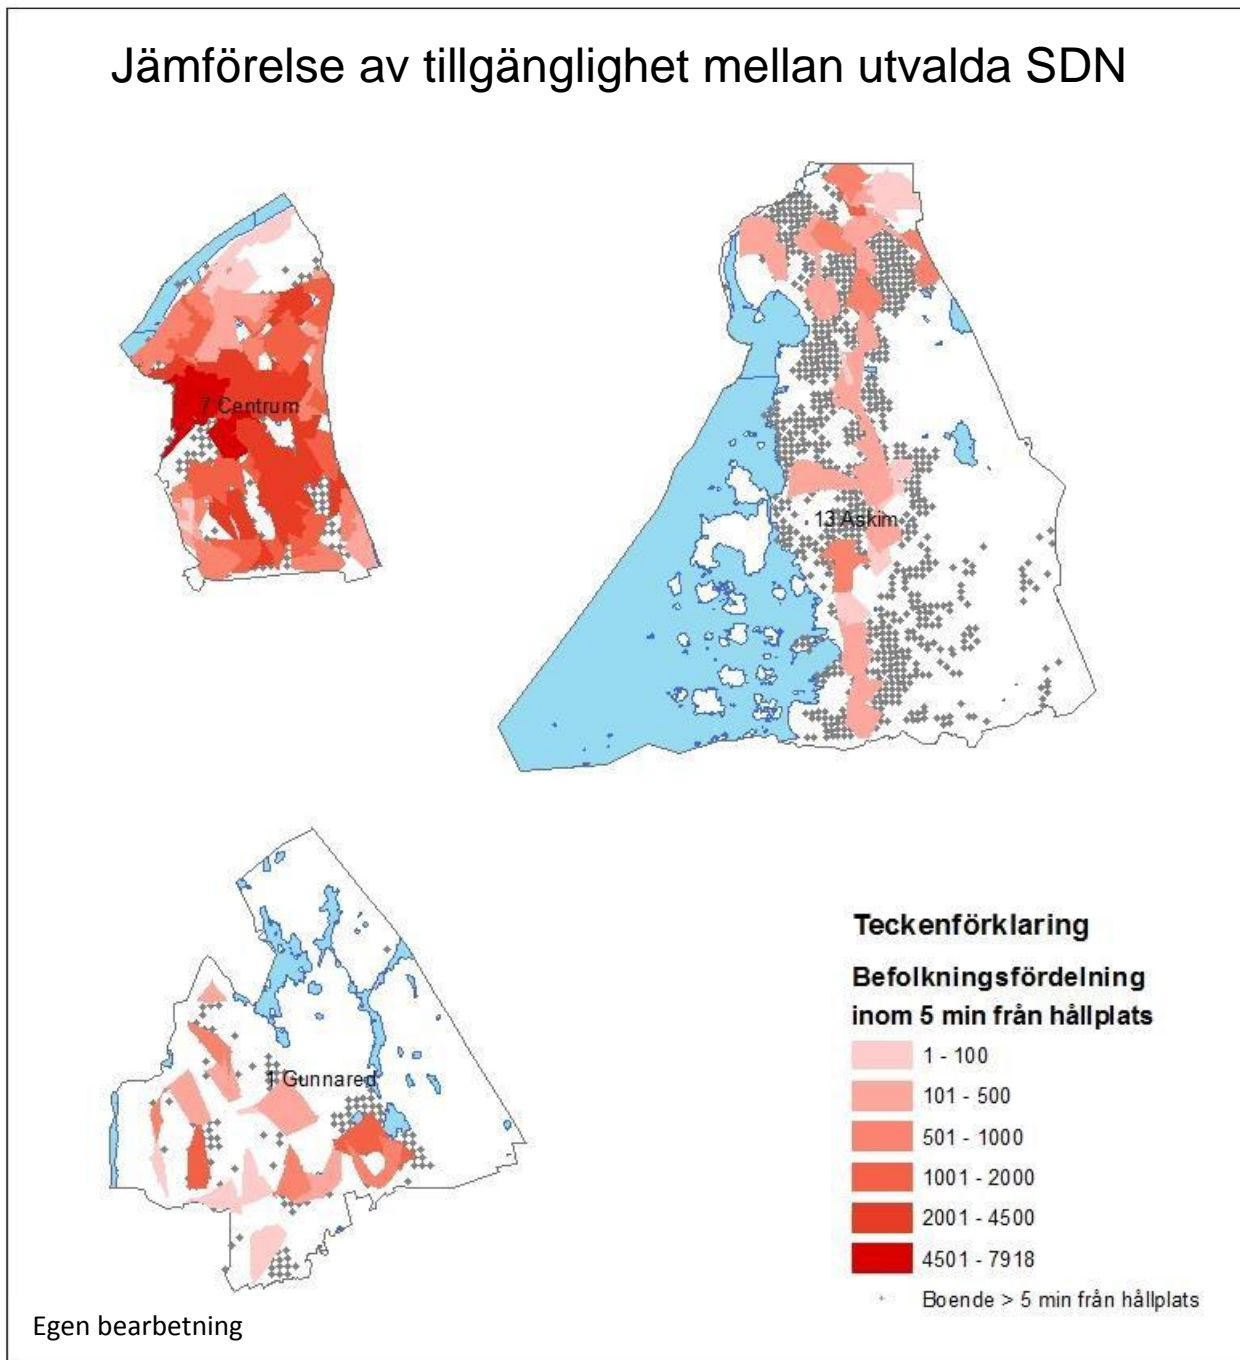 Jämförelse av tillgänglighet mellan utvalda SDN
7 Centrum
13 Askim
1 Gunnared
Teckenförklaring
Befolkningsfördelning
inom 5 min från hållplats
1 - 100
101 - 500
501 - 1000
1001 - 2000
2001 - 4500
4501 - 7918
Boende > 5 min från hållplats
Egen bearbetning